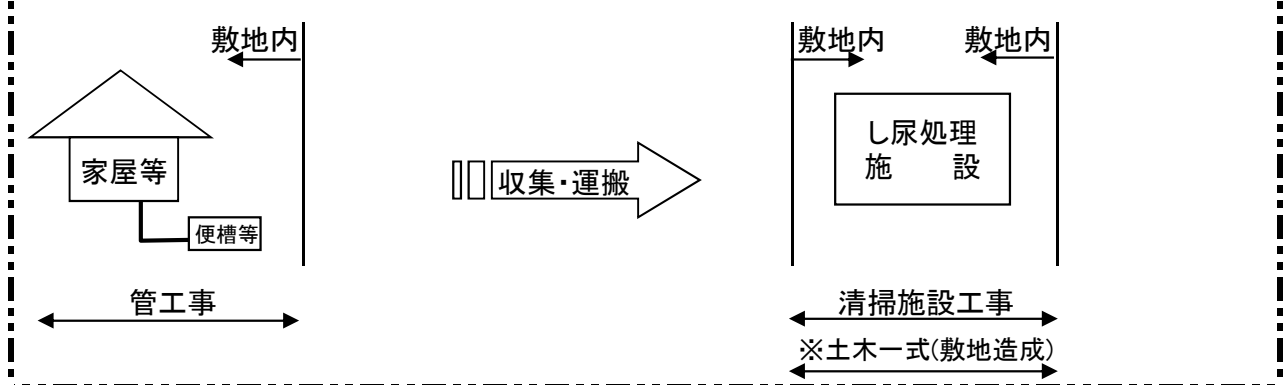 敷地内
敷地内
敷地内
家屋等
便槽等
収集・運搬
し尿処理
施　　設
管工事
清掃施設工事
※土木一式(敷地造成)